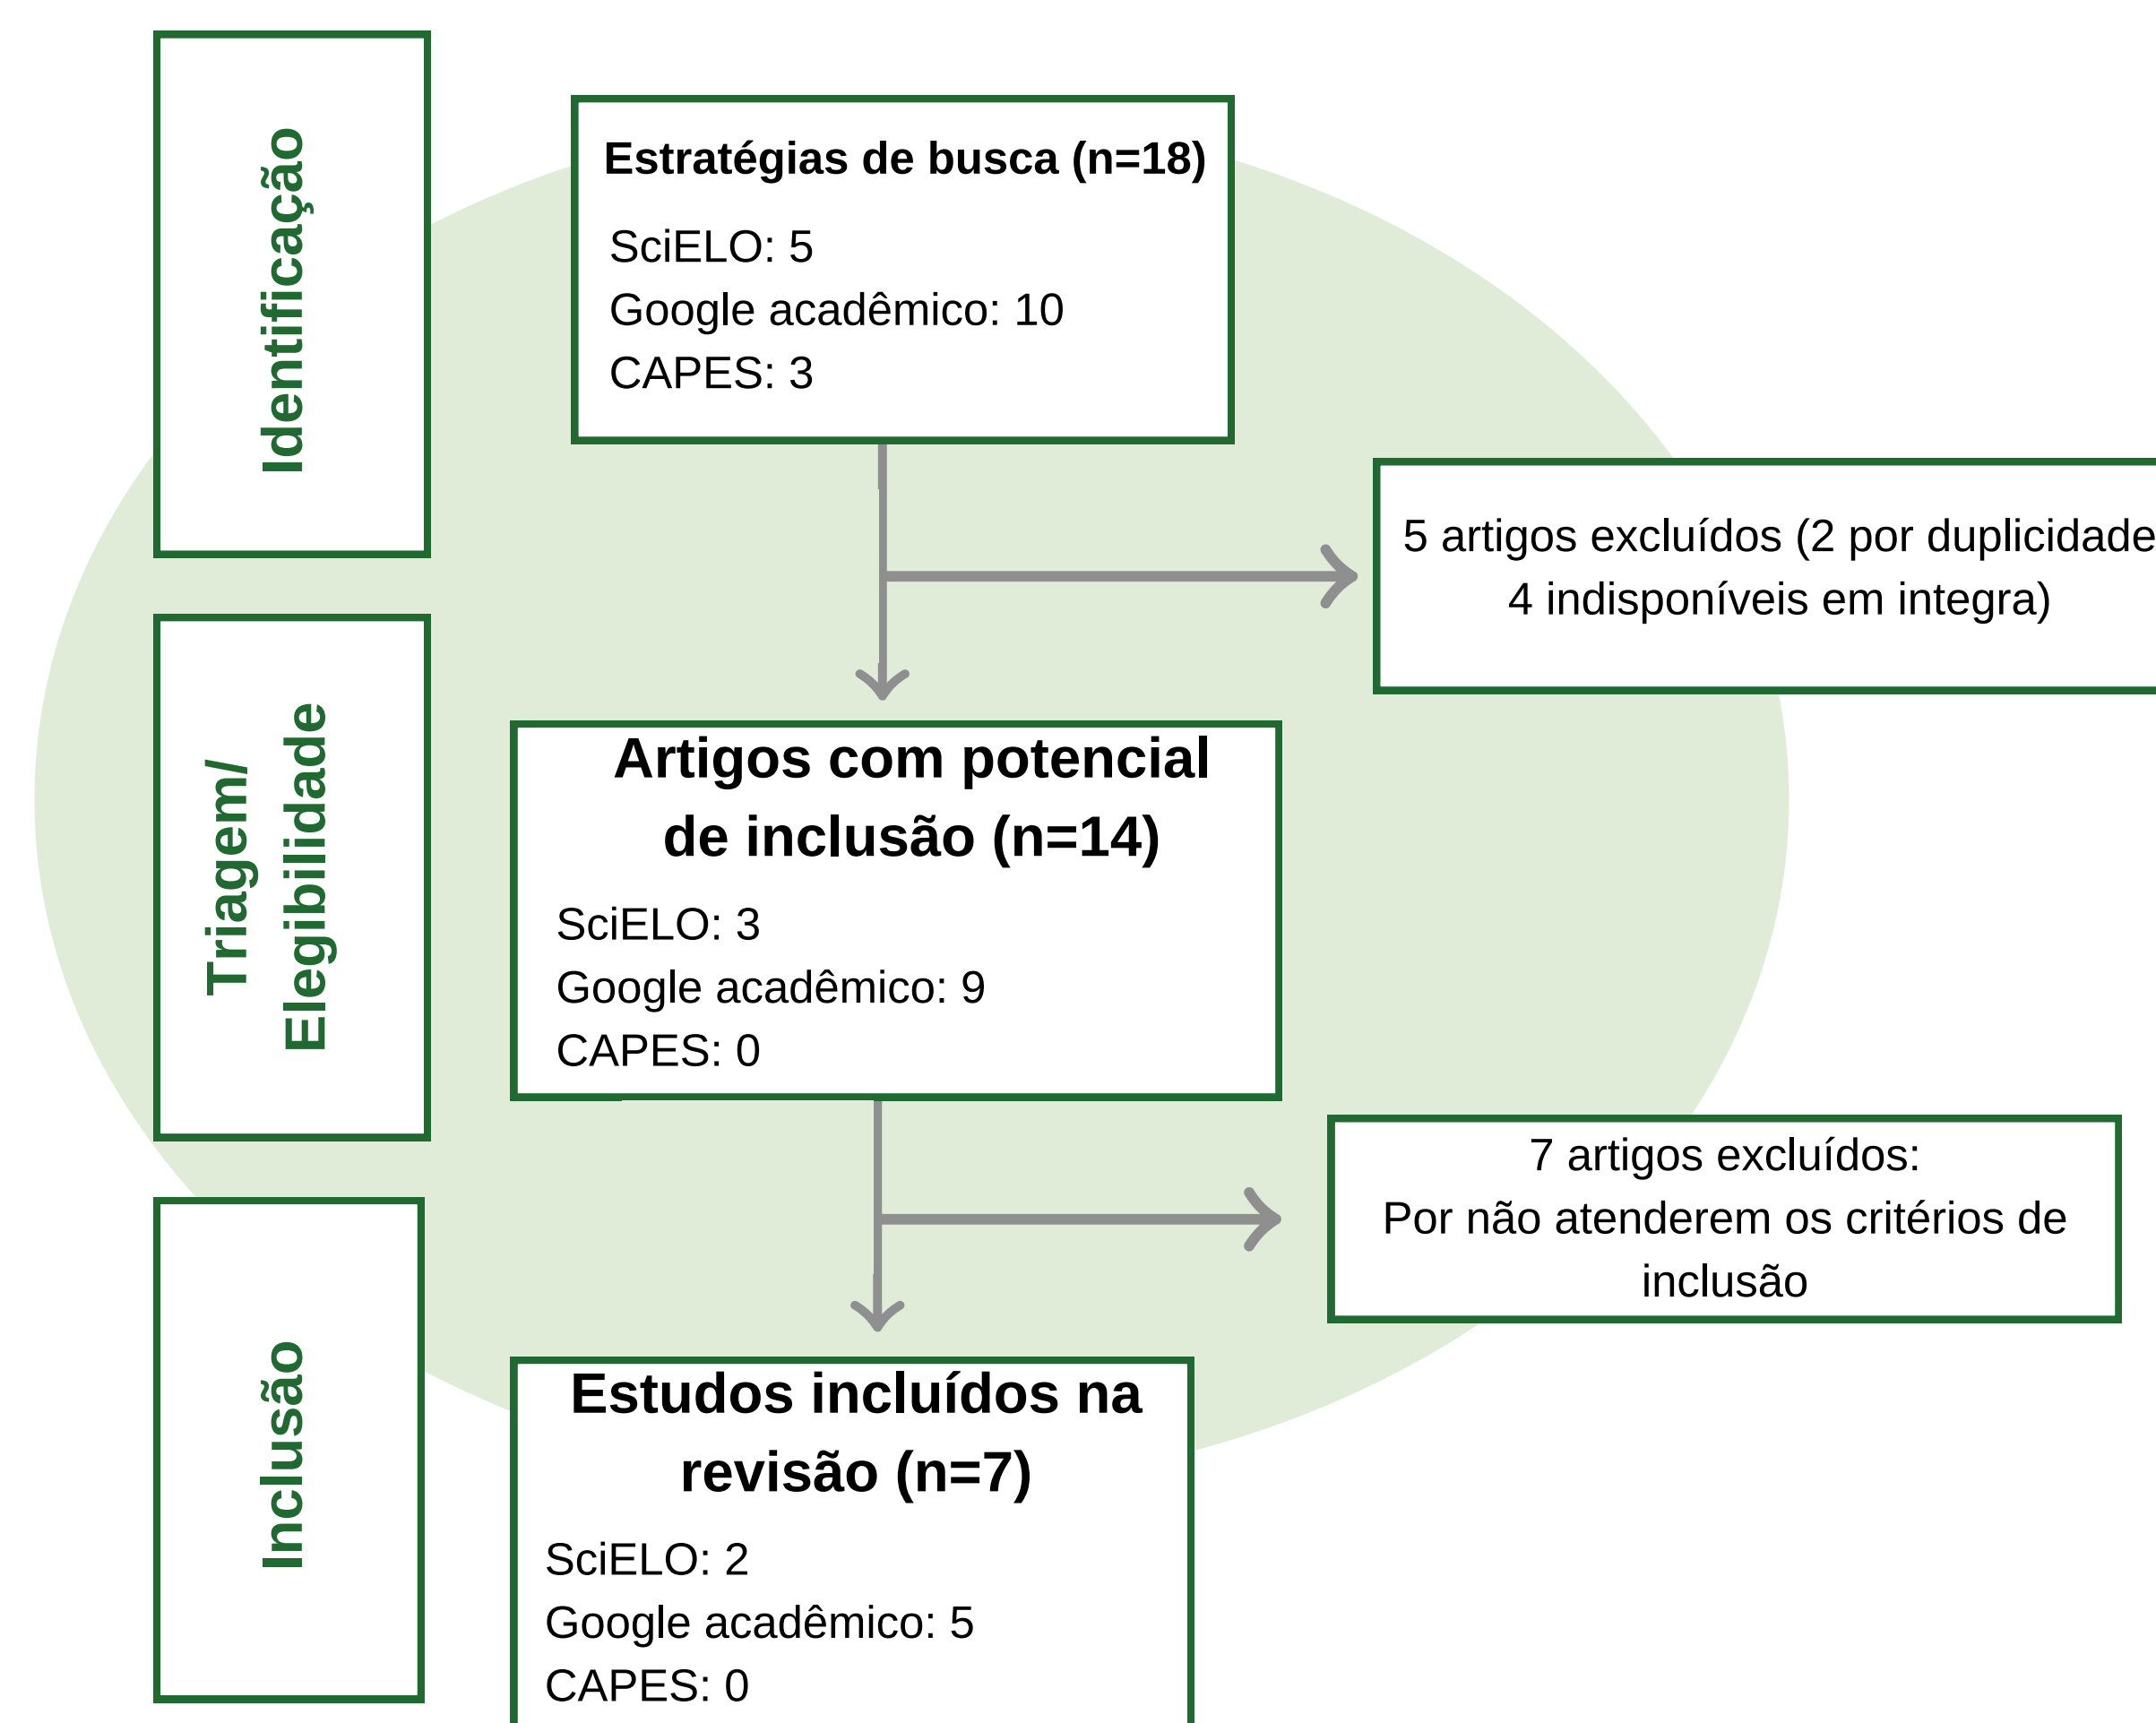 Identificação
Estratégias de busca (n=18)
SciELO: 5
Google acadêmico: 10
CAPES: 3
5 artigos excluídos (2 por duplicidade
4 indisponíveis em integra)
Triagem/
Elegibilidade
Artigos com potencial
de inclusão (n=14)
SciELO: 3
Google acadêmico: 9
CAPES: 0
7 artigos excluídos:
Por não atenderem os critérios de
inclusão
Inclusão
Estudos incluídos na
revisão (n=7)
SciELO: 2
Google acadêmico: 5
CAPES: 0